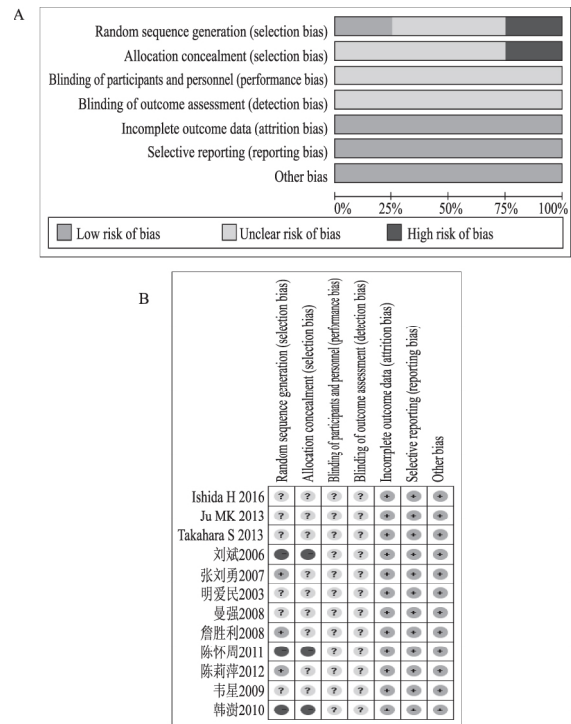 A
Random sequence generation (selection bias)
Allocation concealment (selection bias)
Blinding of participants and personnel (performance bias)
Blinding of outcome assessment (detection bias)
Incomplete outcome data (attrition bias)
Selective reporting (reporting bias)
Other bias
0% 25% 50% 75% 100%
Low risk of bias Unclear risk of bias High risk of bias
B
Random sequence generation (selection bias)
Allocation concealment (selection bias)
Blinding of participants and personnel (performance bias)
Blinding of outcome assessment (detection bias)
Incomplete outcome data (attrition bias)
Selective reporting (reporting bias)
Other bias
Ishida H 2016 ? ? ? ? + + +
Ju MK 2013 ? ? ? ? + + +
Takahara S 2013 ? ? ? ? + + +
刘斌2006 - - ? ? + + +
张刘勇2007 + ? ? ? + + +
明爱民2003 ? ? ? ? + + +
曼强2008 ? ? ? ? + + +
詹胜利2008 + ? ? ? + + +
陈怀周2011 - - ? ? + + +
陈莉萍2012 + ? ? ? + + +
韦星2009 ? ? ? ? + + +
韩澍2010 - - ? ? + + +